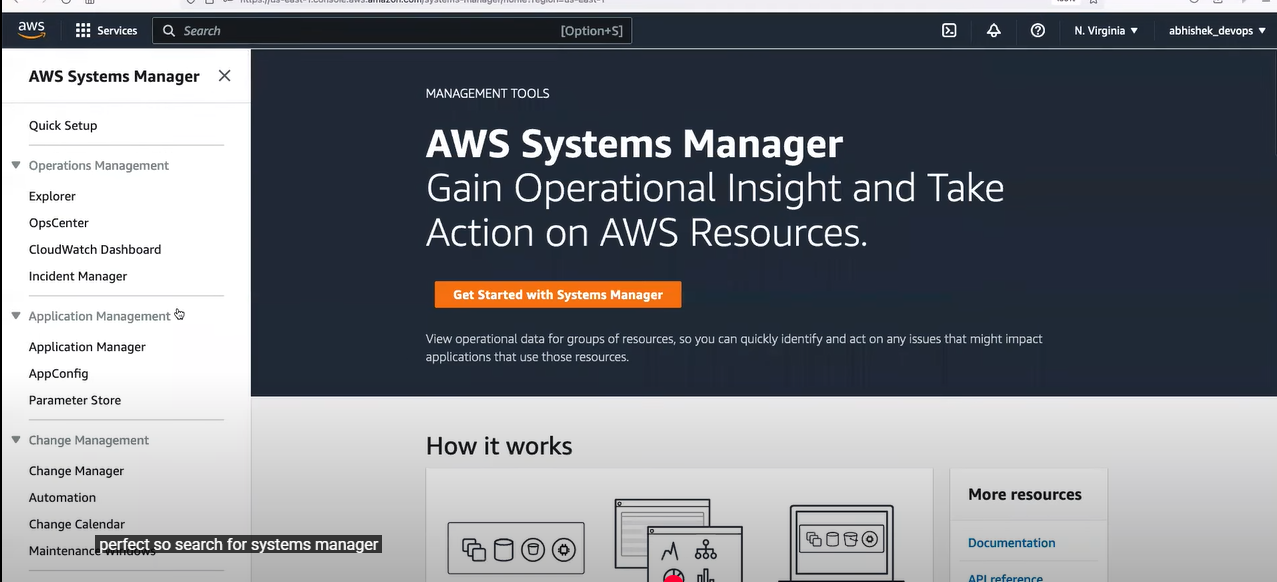 aws
Services
Search
[Option+S]
N. Virginia
abhishek_devops
AWS Systems Manager
Quick Setup
Operations Management
Explorer
OpsCenter
CloudWatch Dashboard
Incident Manager
Application Management
Application Manager
AppConfig
Parameter Store
Change Management
Change Manager
Automation
Change Calendar
Maintenance Windows
perfect so search for systems manager
MANAGEMENT TOOLS
AWS Systems Manager
Gain Operational Insight and Take
Action on AWS Resources.
Get Started with Systems Manager
View operational data for groups of resources, so you can quickly identify and act on any issues that might impact
applications that use those resources.
How it works
More resources
Documentation
API reference